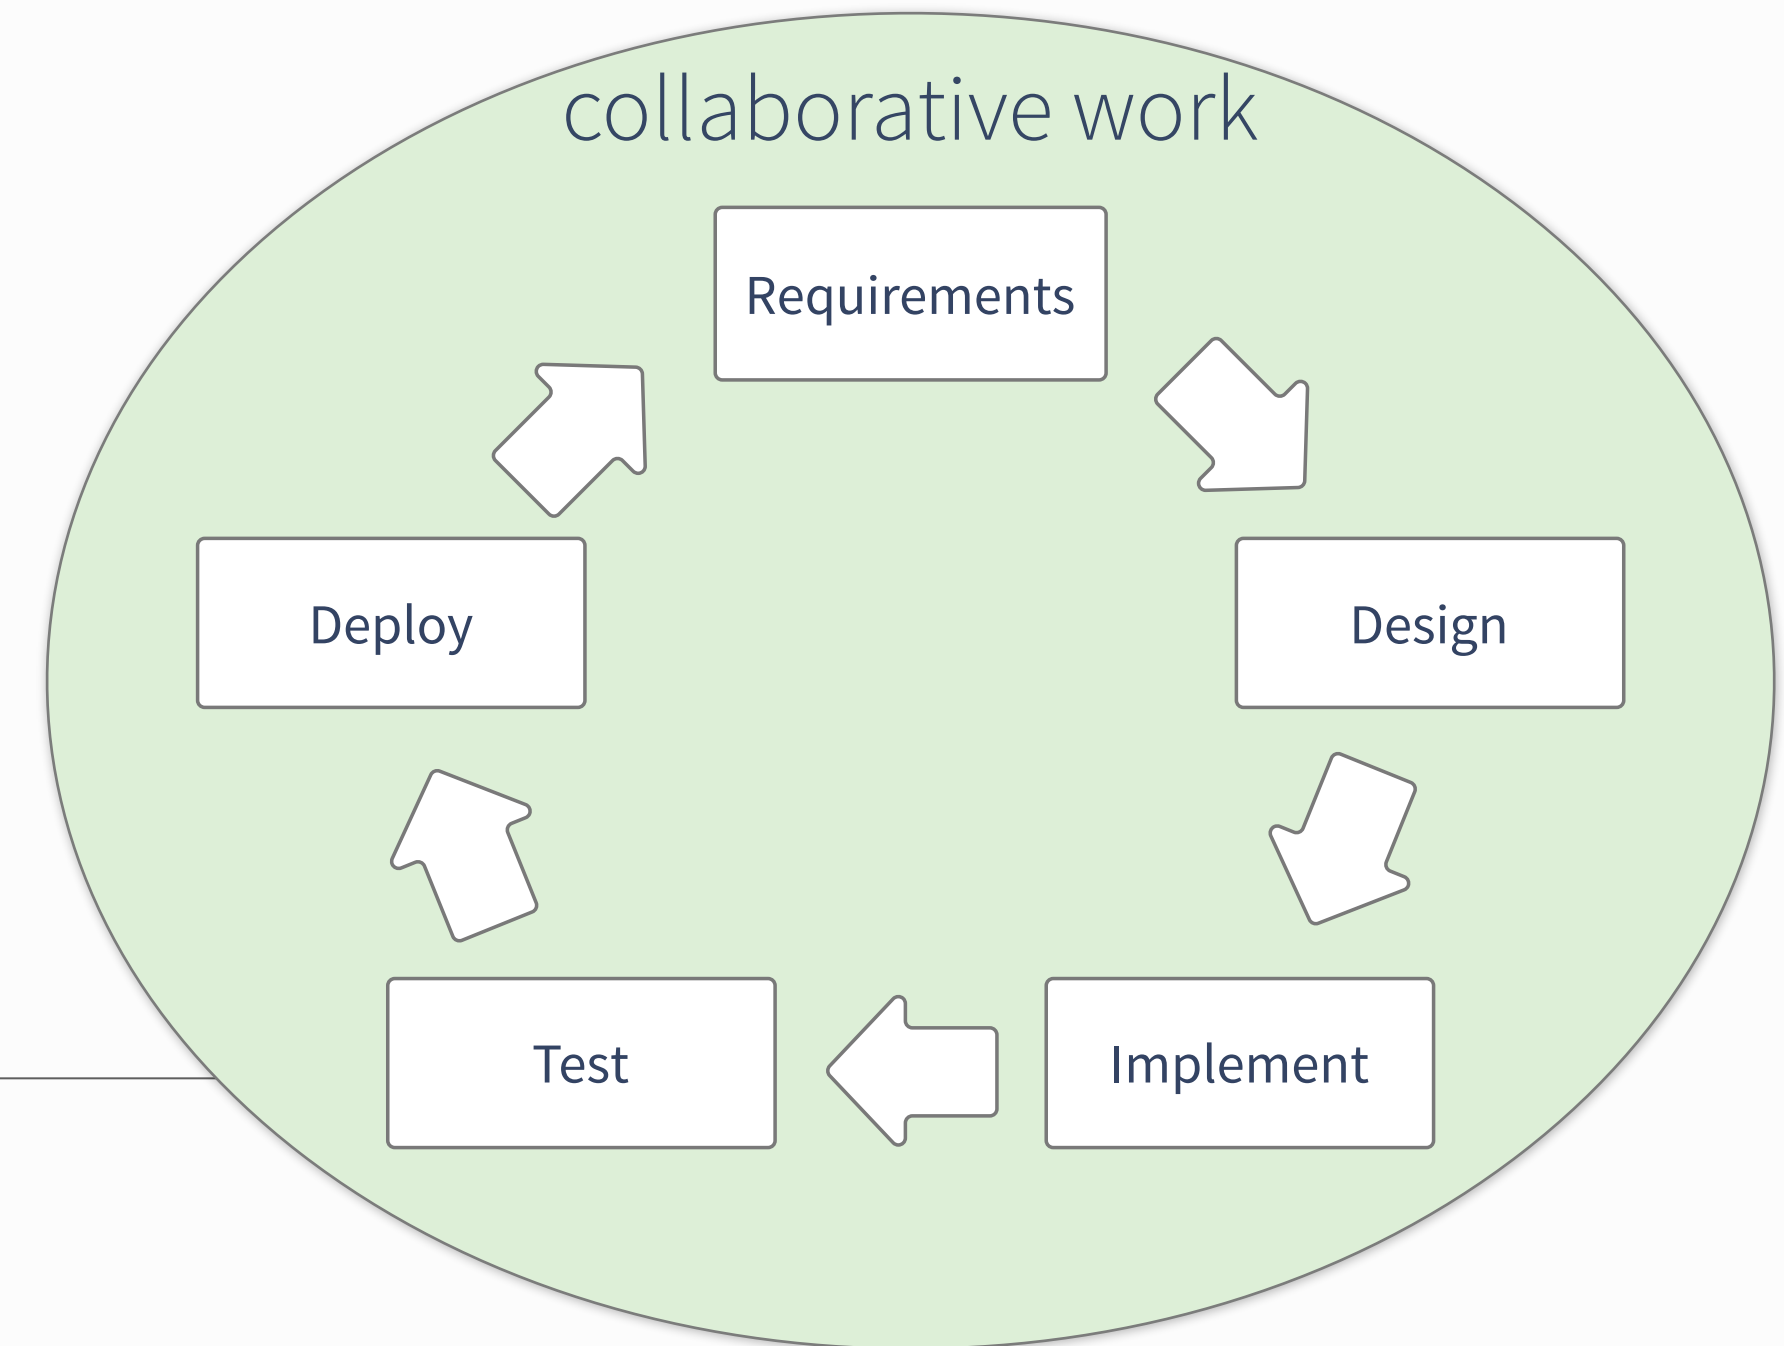 collaborative work
Requirements
Deploy
Design
Test
Implement